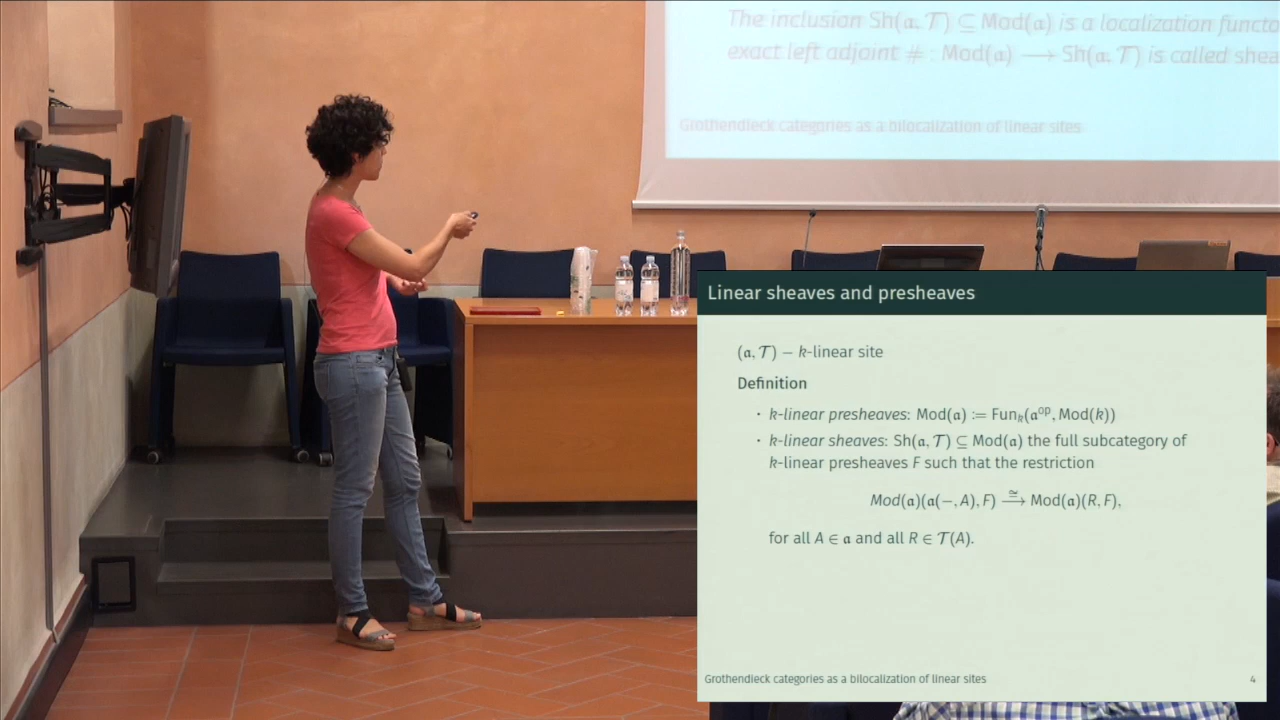 The inclusion Sh(𝔞, 𝒯) ⊆ Mod(𝔞) is a localization
exact left adjoint # : Mod(𝔞) ⟶ Sh(𝔞, 𝒯) is called
Grothendieck categories as a bilocalization of linear sites
Linear sheaves and presheaves
(𝔞, 𝒯) – k-linear site
Definition
· k-linear presheaves: Mod(𝔞) := Funₖ(𝔞ᵒᵖ, Mod(k))
· k-linear sheaves: Sh(𝔞, 𝒯) ⊆ Mod(𝔞) the full subcategory of
k-linear presheaves F such that the restriction
Mod(𝔞)(𝔞(−, A), F) ≅⟶ Mod(𝔞)(R, F),
for all A ∈ 𝔞 and all R ∈ 𝒯(A).
Grothendieck categories as a bilocalization of linear sites 4